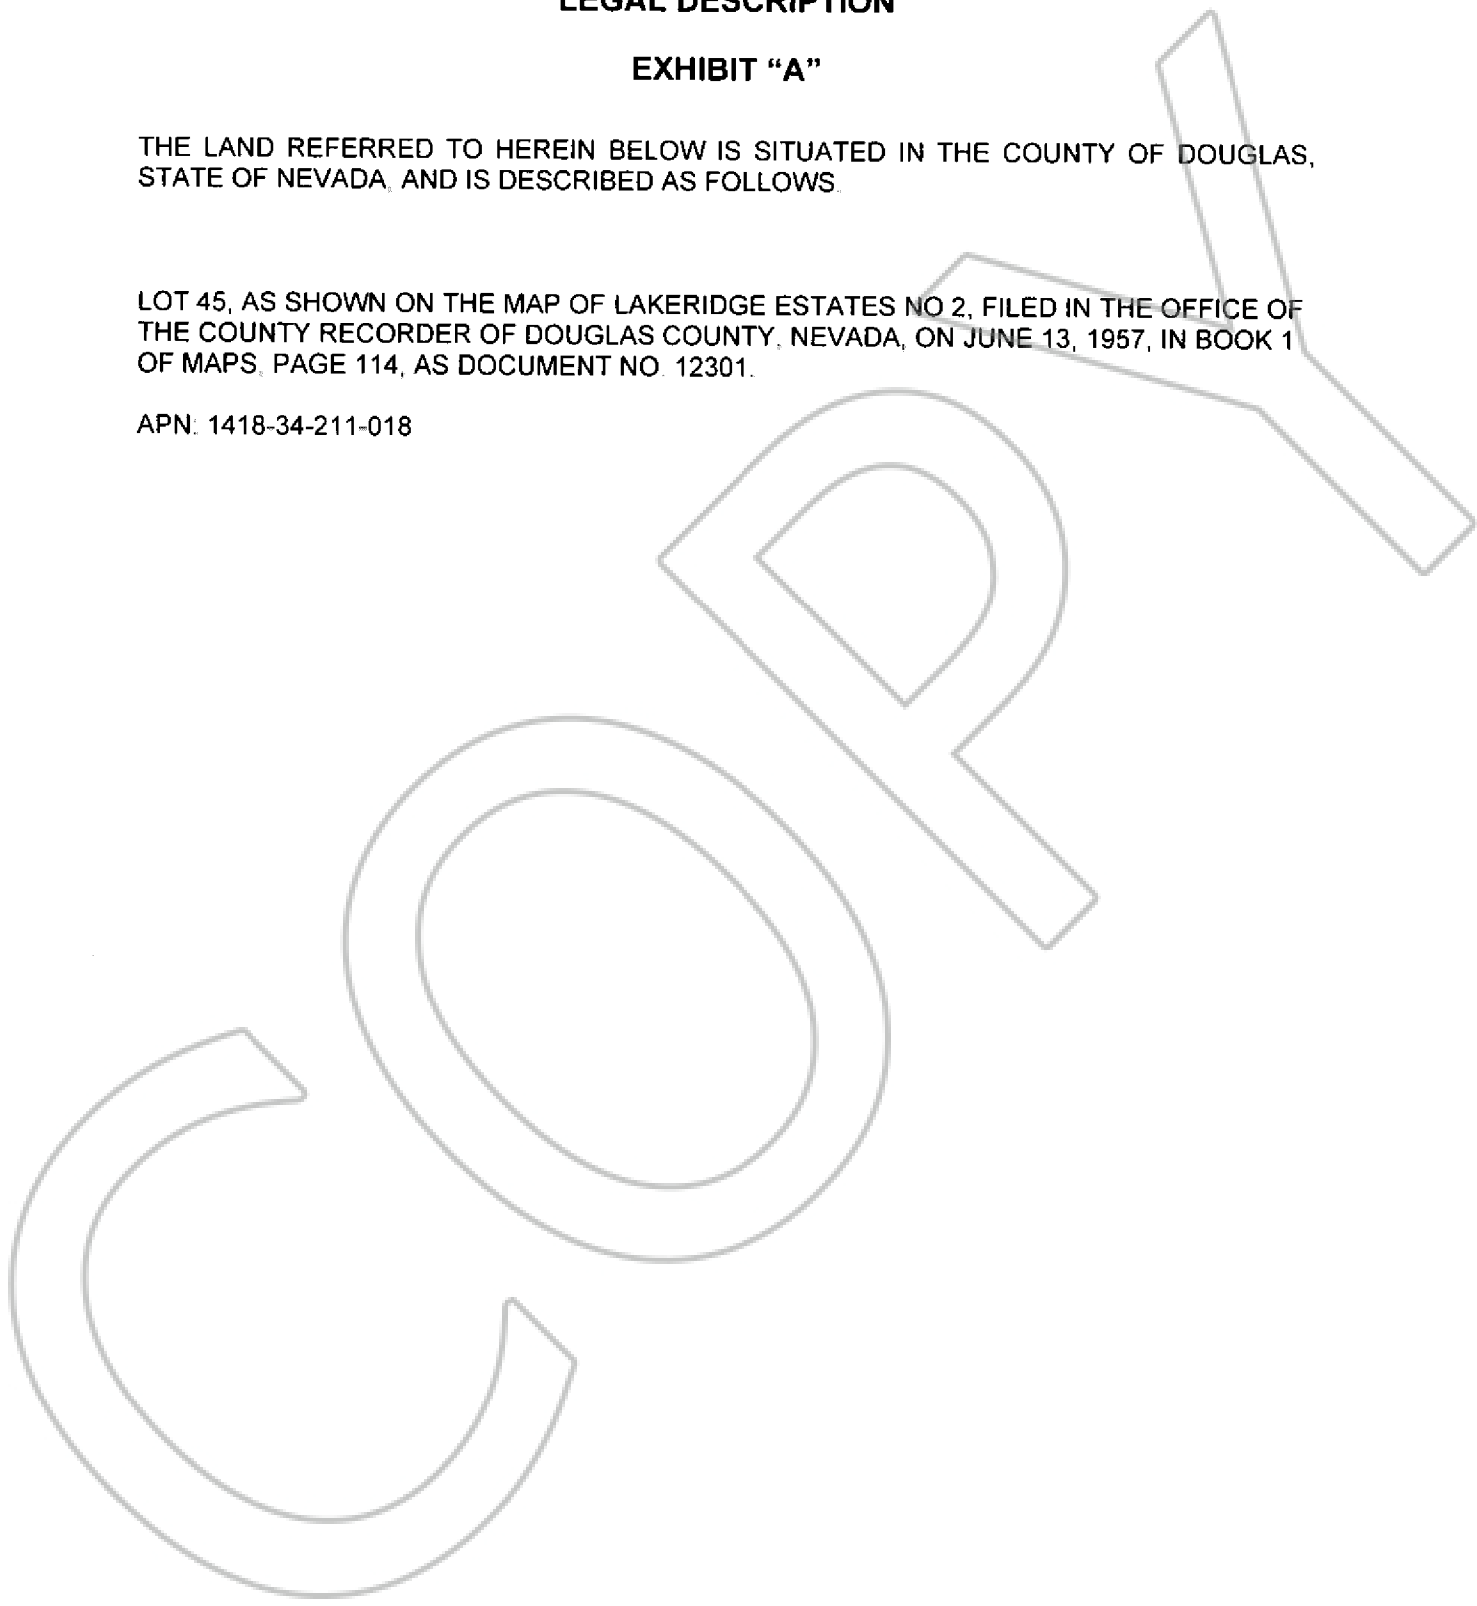 LEGAL DESCRIPTION
EXHIBIT “A”
THE LAND REFERRED TO HEREIN BELOW IS SITUATED IN THE COUNTY OF DOUGLAS,
STATE OF NEVADA, AND IS DESCRIBED AS FOLLOWS.
LOT 45, AS SHOWN ON THE MAP OF LAKERIDGE ESTATES NO 2, FILED IN THE OFFICE OF
THE COUNTY RECORDER OF DOUGLAS COUNTY, NEVADA, ON JUNE 13, 1957, IN BOOK 1
OF MAPS, PAGE 114, AS DOCUMENT NO. 12301.
APN: 1418-34-211-018
COPY